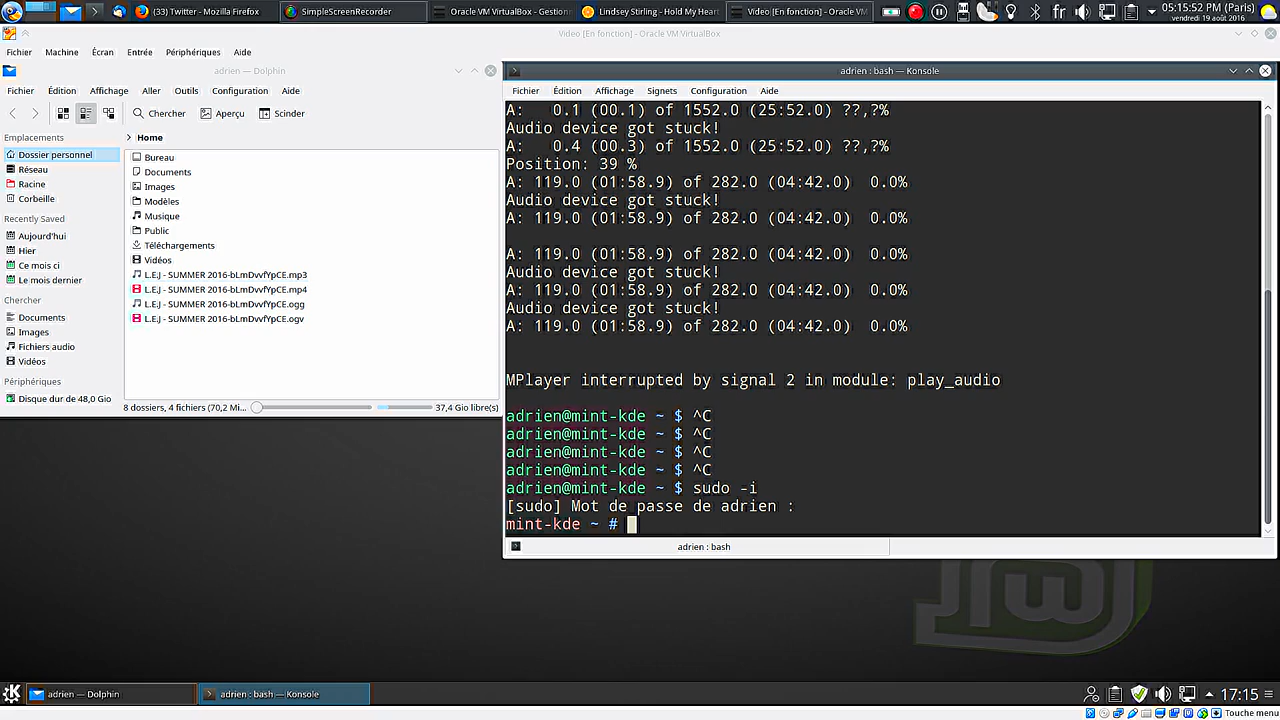 (33) Twitter - Mozilla Firefox
SimpleScreenRecorder
Oracle VM VirtualBox - Gestion
Lindsey Stirling - Hold My Heart
Video [En fonction] - Oracle VM
fr
05:15:52 PM (Paris)
vendredi 19 août 2016
Video [En fonction] - Oracle VM VirtualBox
Fichier Machine Écran Entrée Périphériques Aide
adrien — Dolphin
Fichier Édition Affichage Aller Outils Configuration Aide
Chercher Aperçu Scinder
Emplacements
Dossier personnel
Réseau
Racine
Corbeille
Recently Saved
Aujourd'hui
Hier
Ce mois ci
Le mois dernier
Chercher
Documents
Images
Fichiers audio
Vidéos
Périphériques
Disque dur de 48,0 Gio
Home
Bureau
Documents
Images
Modèles
Musique
Public
Téléchargements
Vidéos
L.E.J - SUMMER 2016-bLmDvvfYpCE.mp3
L.E.J - SUMMER 2016-bLmDvvfYpCE.mp4
L.E.J - SUMMER 2016-bLmDvvfYpCE.ogg
L.E.J - SUMMER 2016-bLmDvvfYpCE.ogv
8 dossiers, 4 fichiers (70,2 Mi...
37,4 Gio libre(s)
adrien : bash — Konsole
Fichier Édition Affichage Signets Configuration Aide
A: 0.1 (00.1) of 1552.0 (25:52.0) ??,?%
Audio device got stuck!
A: 0.4 (00.3) of 1552.0 (25:52.0) ??,?%
Position: 39 %
A: 119.0 (01:58.9) of 282.0 (04:42.0) 0.0%
Audio device got stuck!
A: 119.0 (01:58.9) of 282.0 (04:42.0) 0.0%
A: 119.0 (01:58.9) of 282.0 (04:42.0) 0.0%
Audio device got stuck!
A: 119.0 (01:58.9) of 282.0 (04:42.0) 0.0%
Audio device got stuck!
A: 119.0 (01:58.9) of 282.0 (04:42.0) 0.0%
MPlayer interrupted by signal 2 in module: play_audio
adrien@mint-kde ~ $ ^C
adrien@mint-kde ~ $ ^C
adrien@mint-kde ~ $ ^C
adrien@mint-kde ~ $ ^C
adrien@mint-kde ~ $ sudo -i
[sudo] Mot de passe de adrien :
mint-kde ~ #
adrien : bash
adrien — Dolphin
adrien : bash — Konsole
17:15
Touche menu